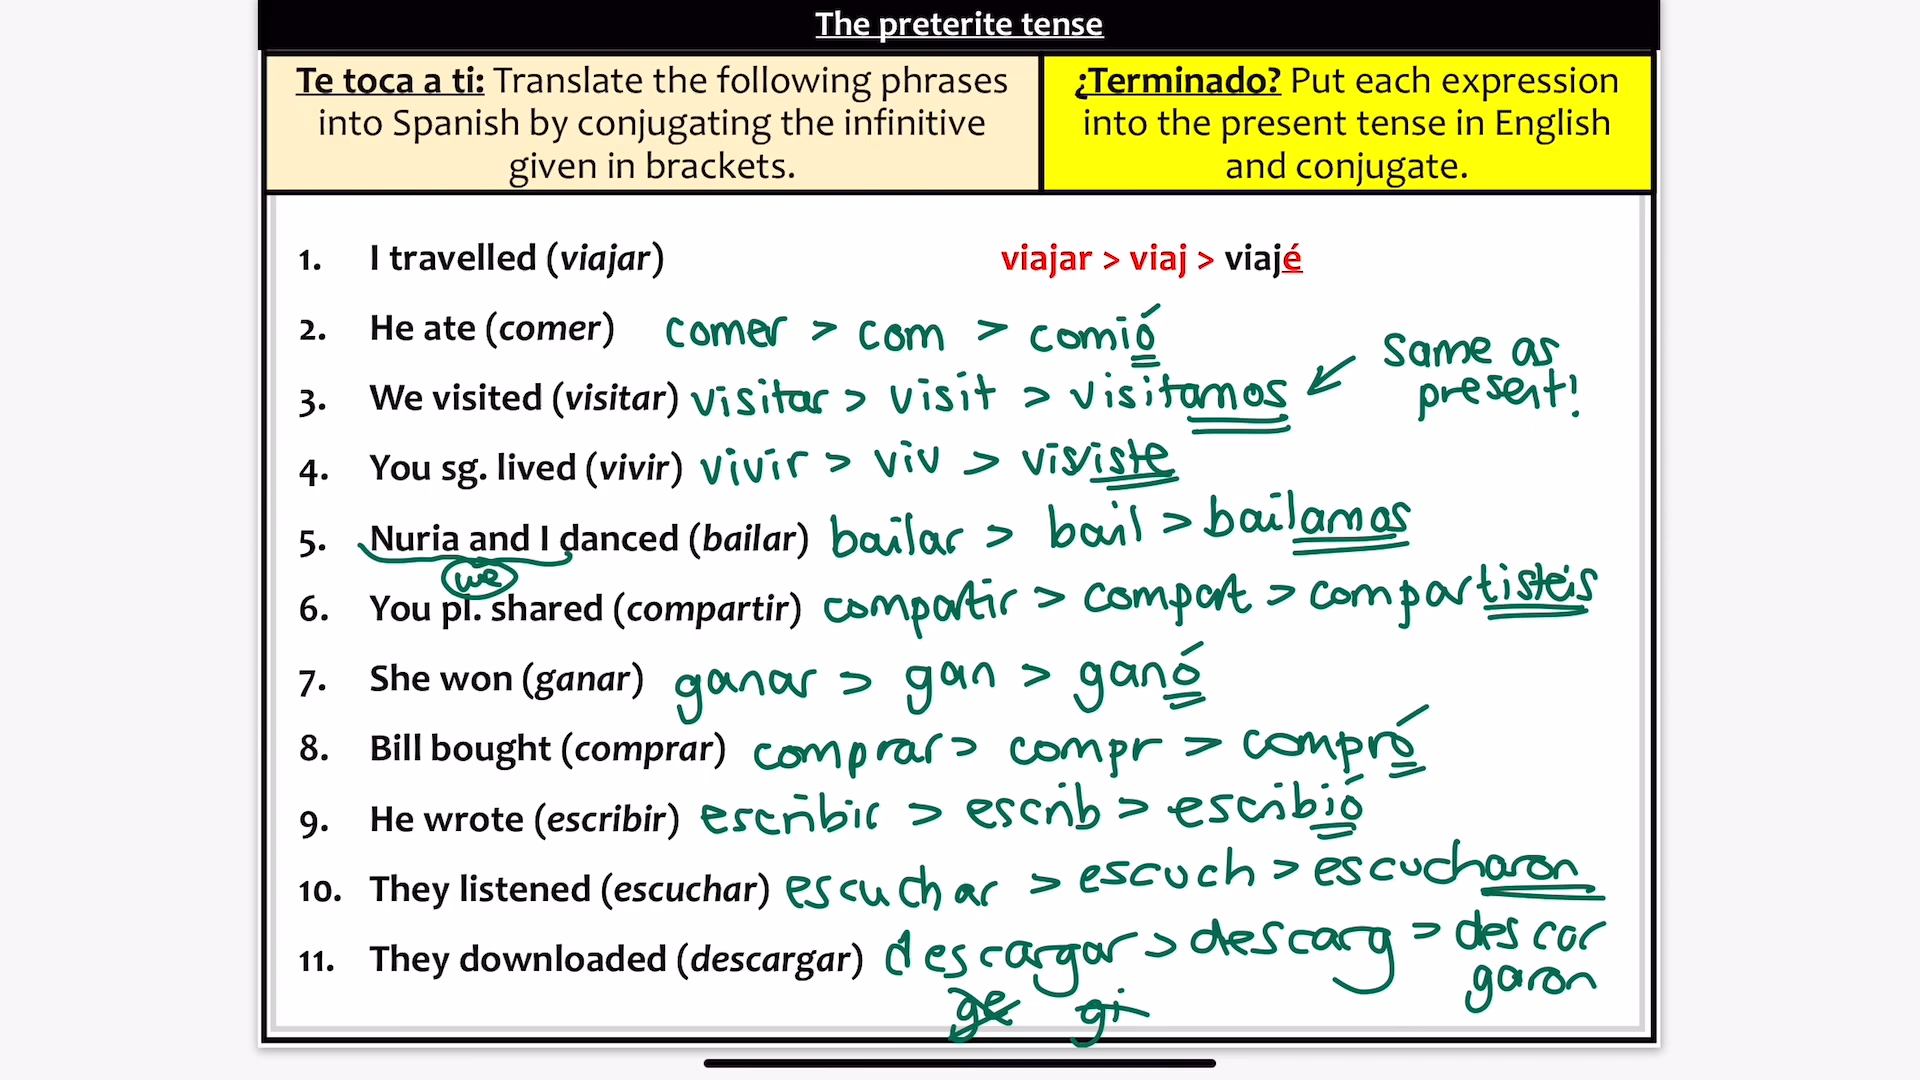 The preterite tense
Te toca a ti: Translate the following phrases
into Spanish by conjugating the infinitive
given in brackets.
¿Terminado? Put each expression
into the present tense in English
and conjugate.
1. I travelled (viajar) viajar > viaj > viajé
2. He ate (comer) comer > com > comió
same as
present!
3. We visited (visitar) visitar > visit > visitamos
4. You sg. lived (vivir) vivir > viv > viviste
5. Nuria and I danced (bailar) bailar > bail > bailamos
we
6. You pl. shared (compartir) compartir > compart > compartisteis
7. She won (ganar) ganar > gan > ganó
8. Bill bought (comprar) comprar > compr > compró
9. He wrote (escribir) escribir > escrib > escribió
10. They listened (escuchar) escuchar > escuch > escucharon
11. They downloaded (descargar) descargar > descarg > descar
garon
ge gi